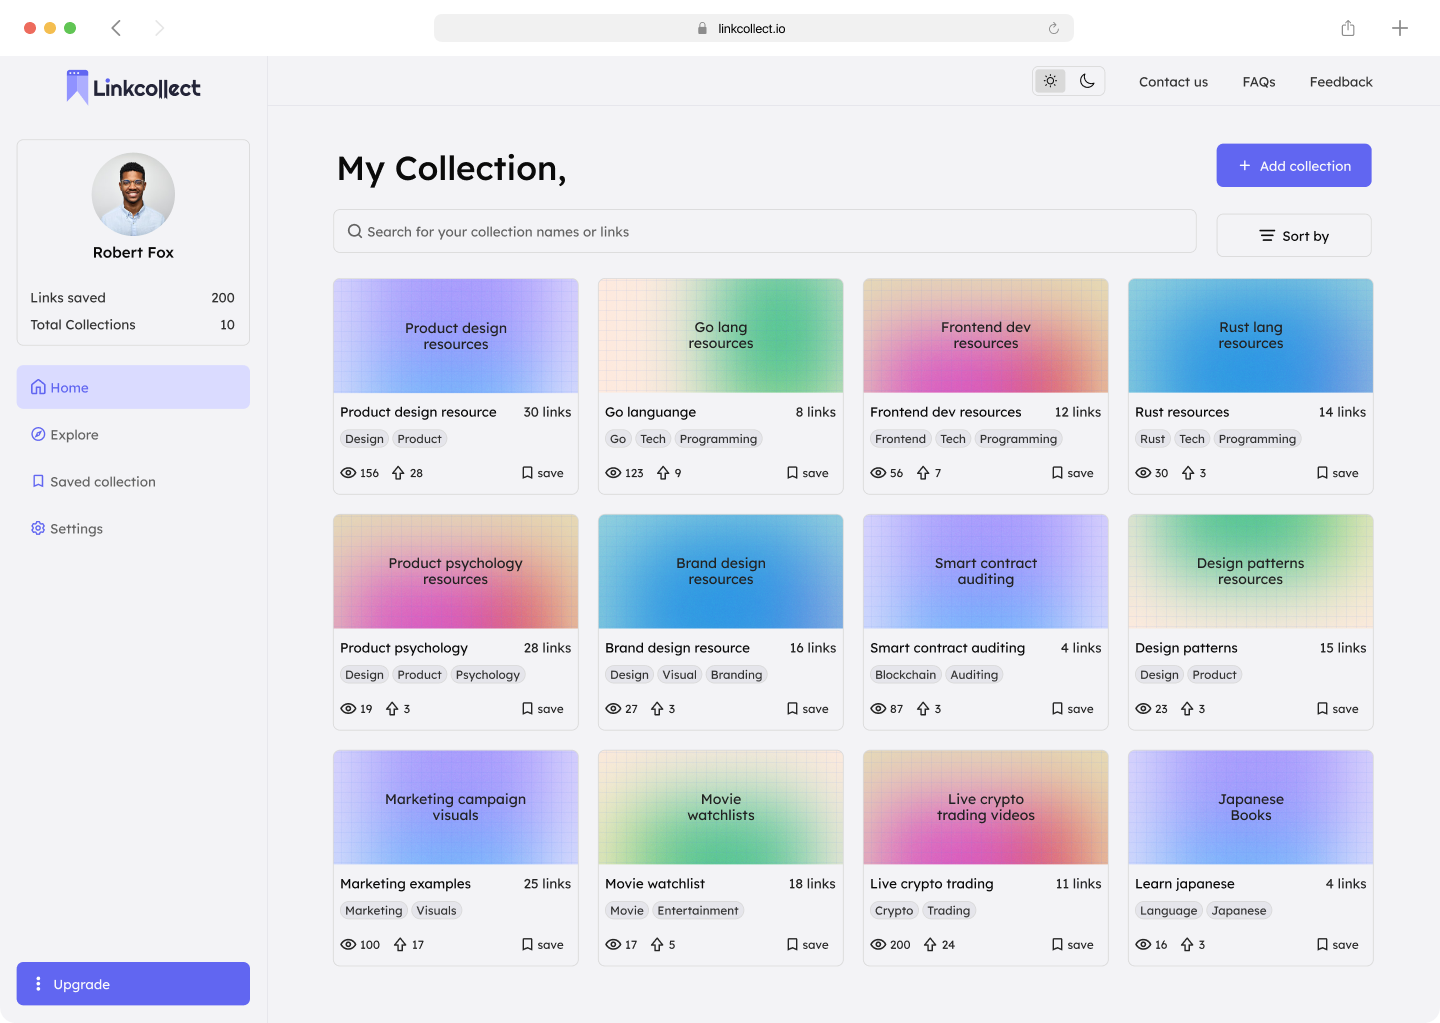 linkcollect.io
Linkcollect
Contact us
FAQs
Feedback
Robert Fox
Links saved 200
Total Collections 10
Home
Explore
Saved collection
Settings
Upgrade
My Collection,
+ Add collection
Search for your collection names or links
Sort by
Product design
resources
Product design resource 30 links
Design Product
156 28 save
Go lang
resources
Go languange 8 links
Go Tech Programming
123 9 save
Frontend dev
resources
Frontend dev resources 12 links
Frontend Tech Programming
56 7 save
Rust lang
resources
Rust resources 14 links
Rust Tech Programming
30 3 save
Product psychology
resources
Product psychology 28 links
Design Product Psychology
19 3 save
Brand design
resources
Brand design resource 16 links
Design Visual Branding
27 3 save
Smart contract
auditing
Smart contract auditing 4 links
Blockchain Auditing
87 3 save
Design patterns
resources
Design patterns 15 links
Design Product
23 3 save
Marketing campaign
visuals
Marketing examples 25 links
Marketing Visuals
100 17 save
Movie
watchlists
Movie watchlist 18 links
Movie Entertainment
17 5 save
Live crypto
trading videos
Live crypto trading 11 links
Crypto Trading
200 24 save
Japanese
Books
Learn japanese 4 links
Language Japanese
16 3 save